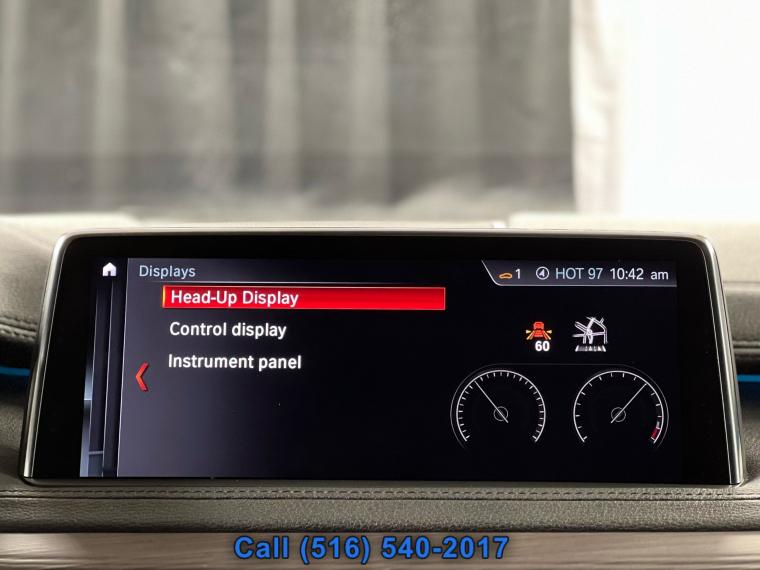 Displays
1 HOT 97 10:42 am
Head-Up Display
Control display
60
Instrument panel
Call (516) 540-2017